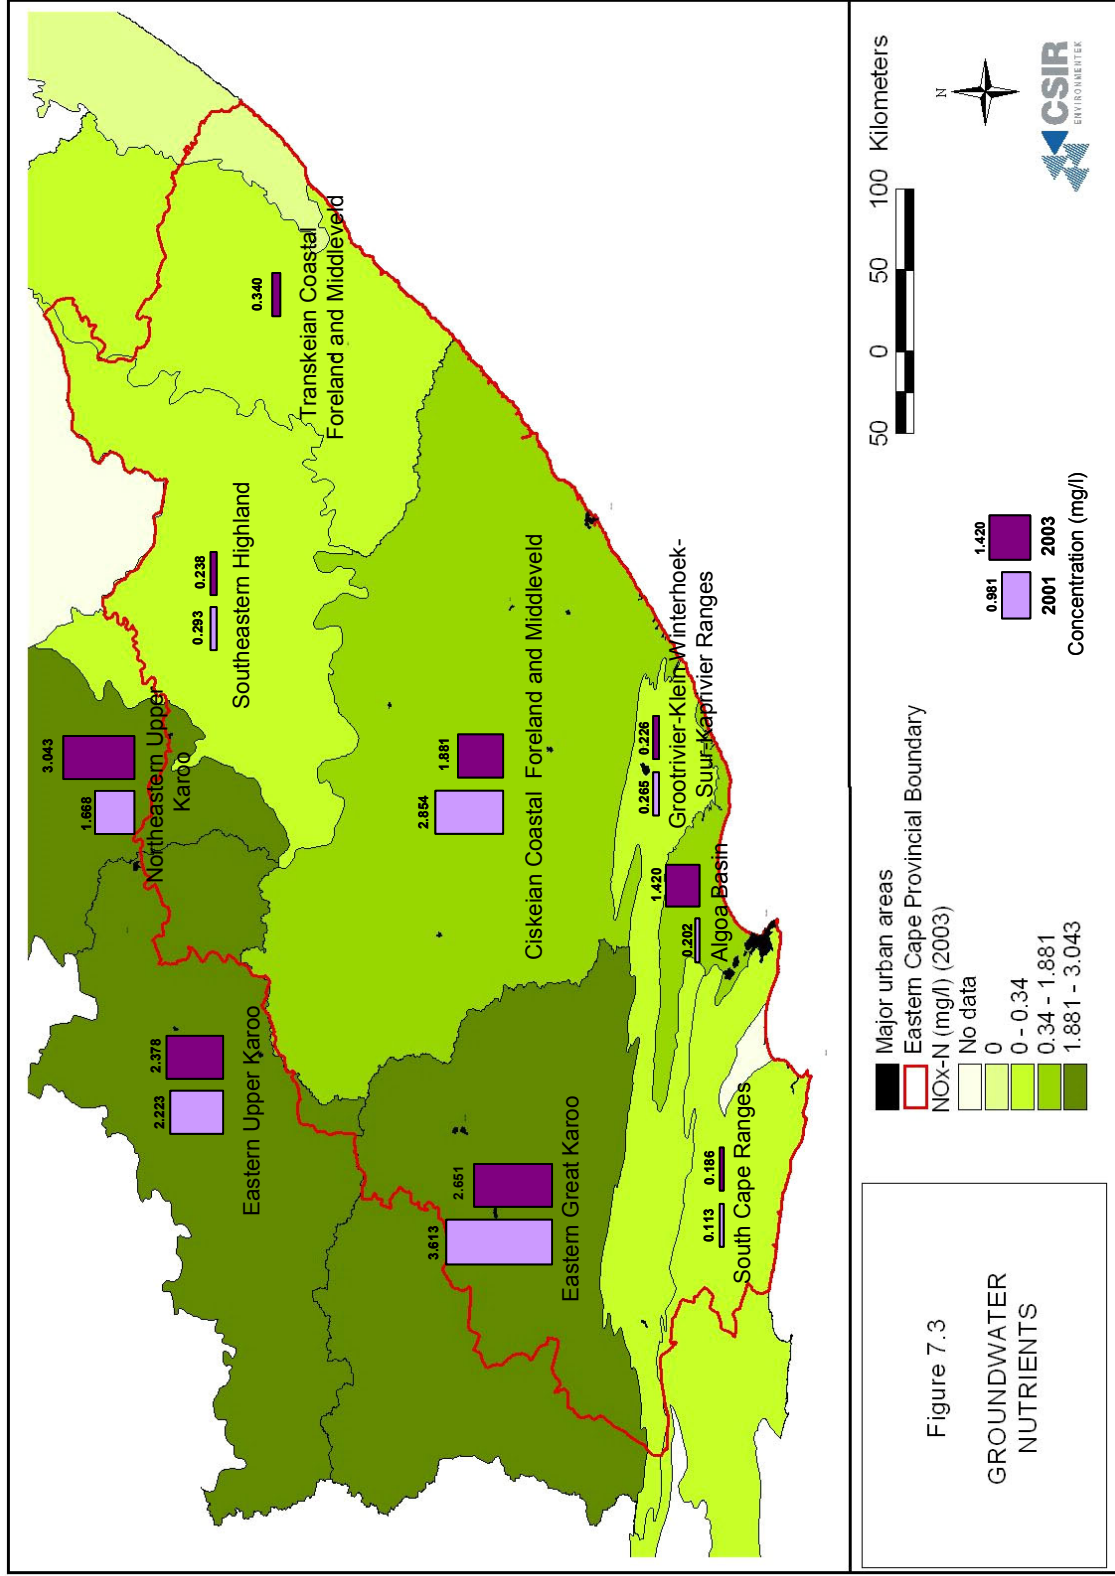 3.043
1.668
Northeastern Upper
Karoo
2.378
2.223
Eastern Upper Karoo
0.293
0.238
Southeastern Highland
0.340
Transkeian Coastal
Foreland and Middleveld
2.854
1.881
Ciskeian Coastal Foreland and Middleveld
3.613
2.651
Eastern Great Karoo
0.265
0.226
Grootrivier-Klein Winterhoek-
Suur-Kaprivier Ranges
0.202
1.420
Algoa Basin
0.113
0.186
South Cape Ranges
Figure 7.3
GROUNDWATER
NUTRIENTS
Major urban areas
Eastern Cape Provincial Boundary
NOx-N (mg/l) (2003)
No data
0
0 - 0.34
0.34 - 1.881
1.881 - 3.043
0.981
1.420
2001
2003
Concentration (mg/l)
50 0 50 100 Kilometers
N
CSIR
ENVIRONMENTEK